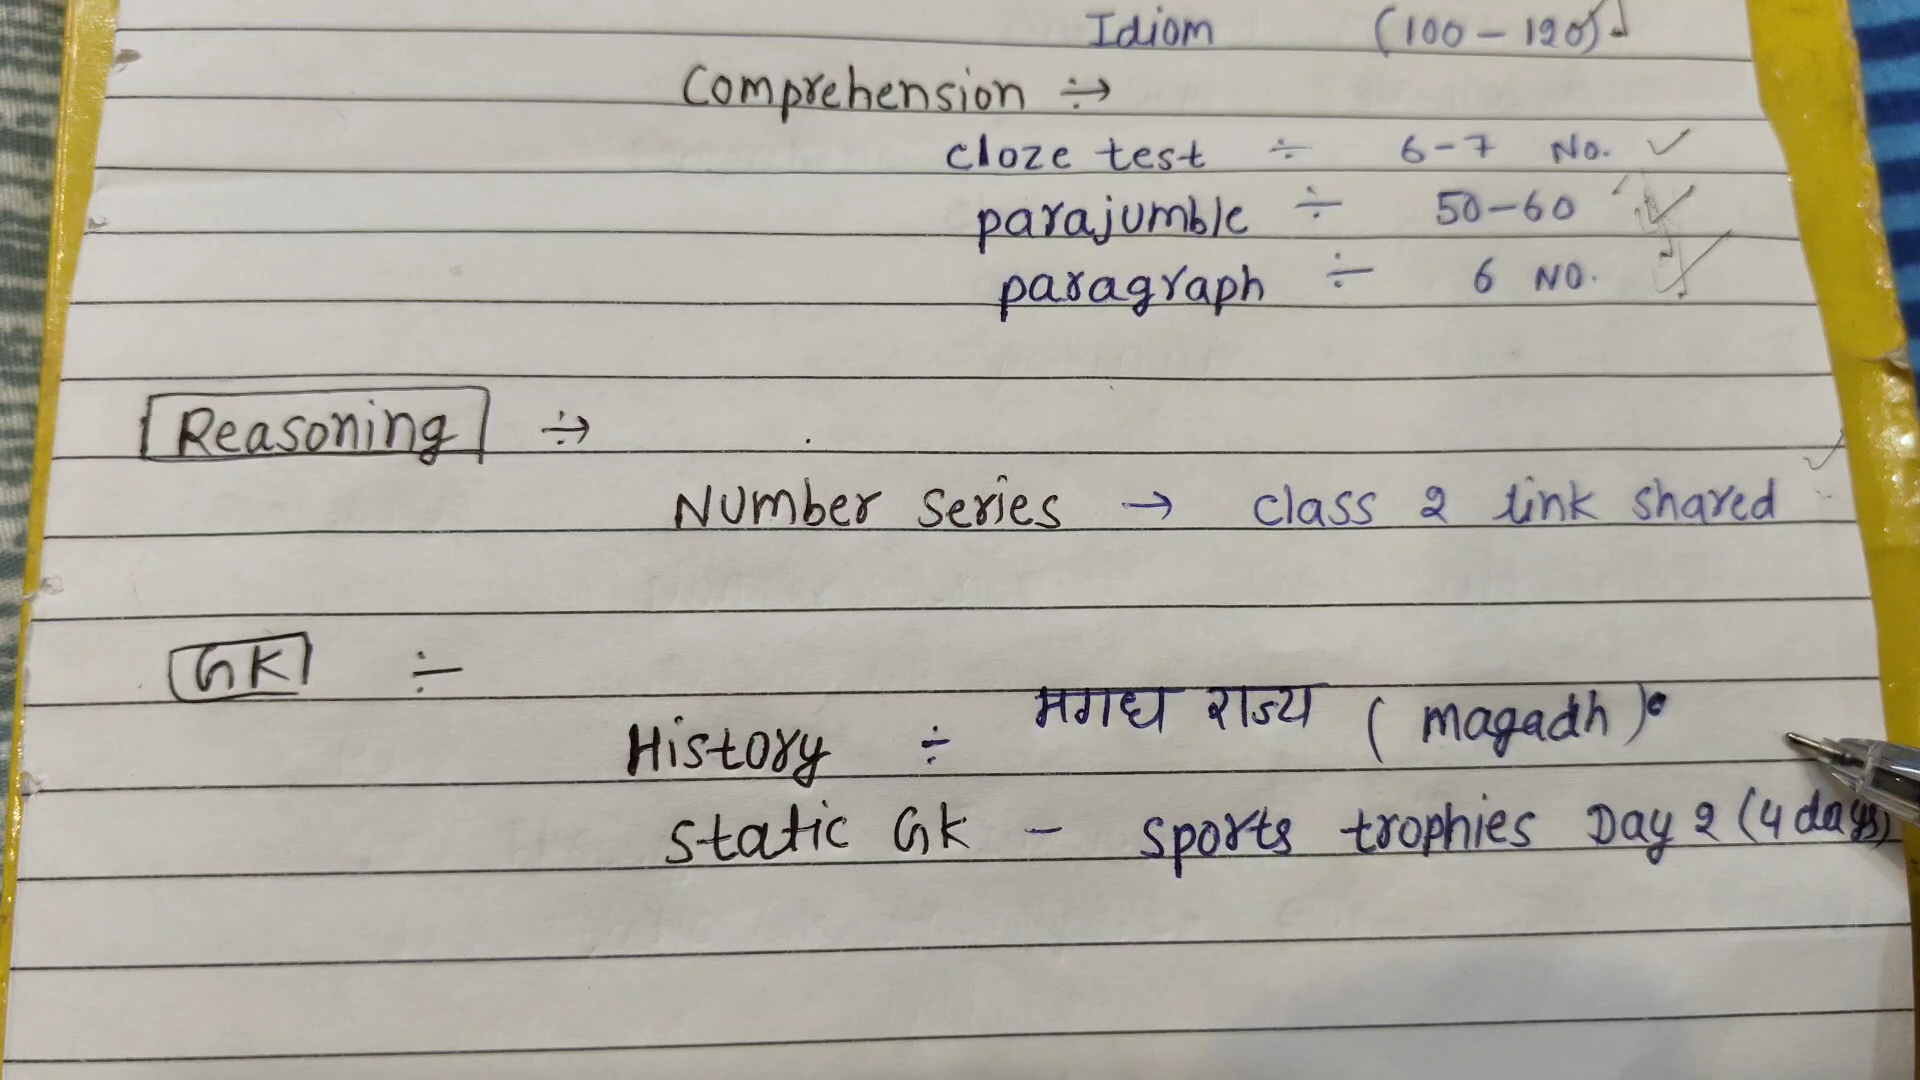 Idiom (100-120)
Comprehension ÷→
cloze test ÷ 6-7 No. ✓
parajumble ÷ 50-60 ✓
paragraph ÷ 6 NO. ✓
Reasoning ÷→
Number Series → class 2 link shared
GK ÷
History ÷ मगध राज्य (magadh)
Static GK - sports trophies Day 2 (4 days)